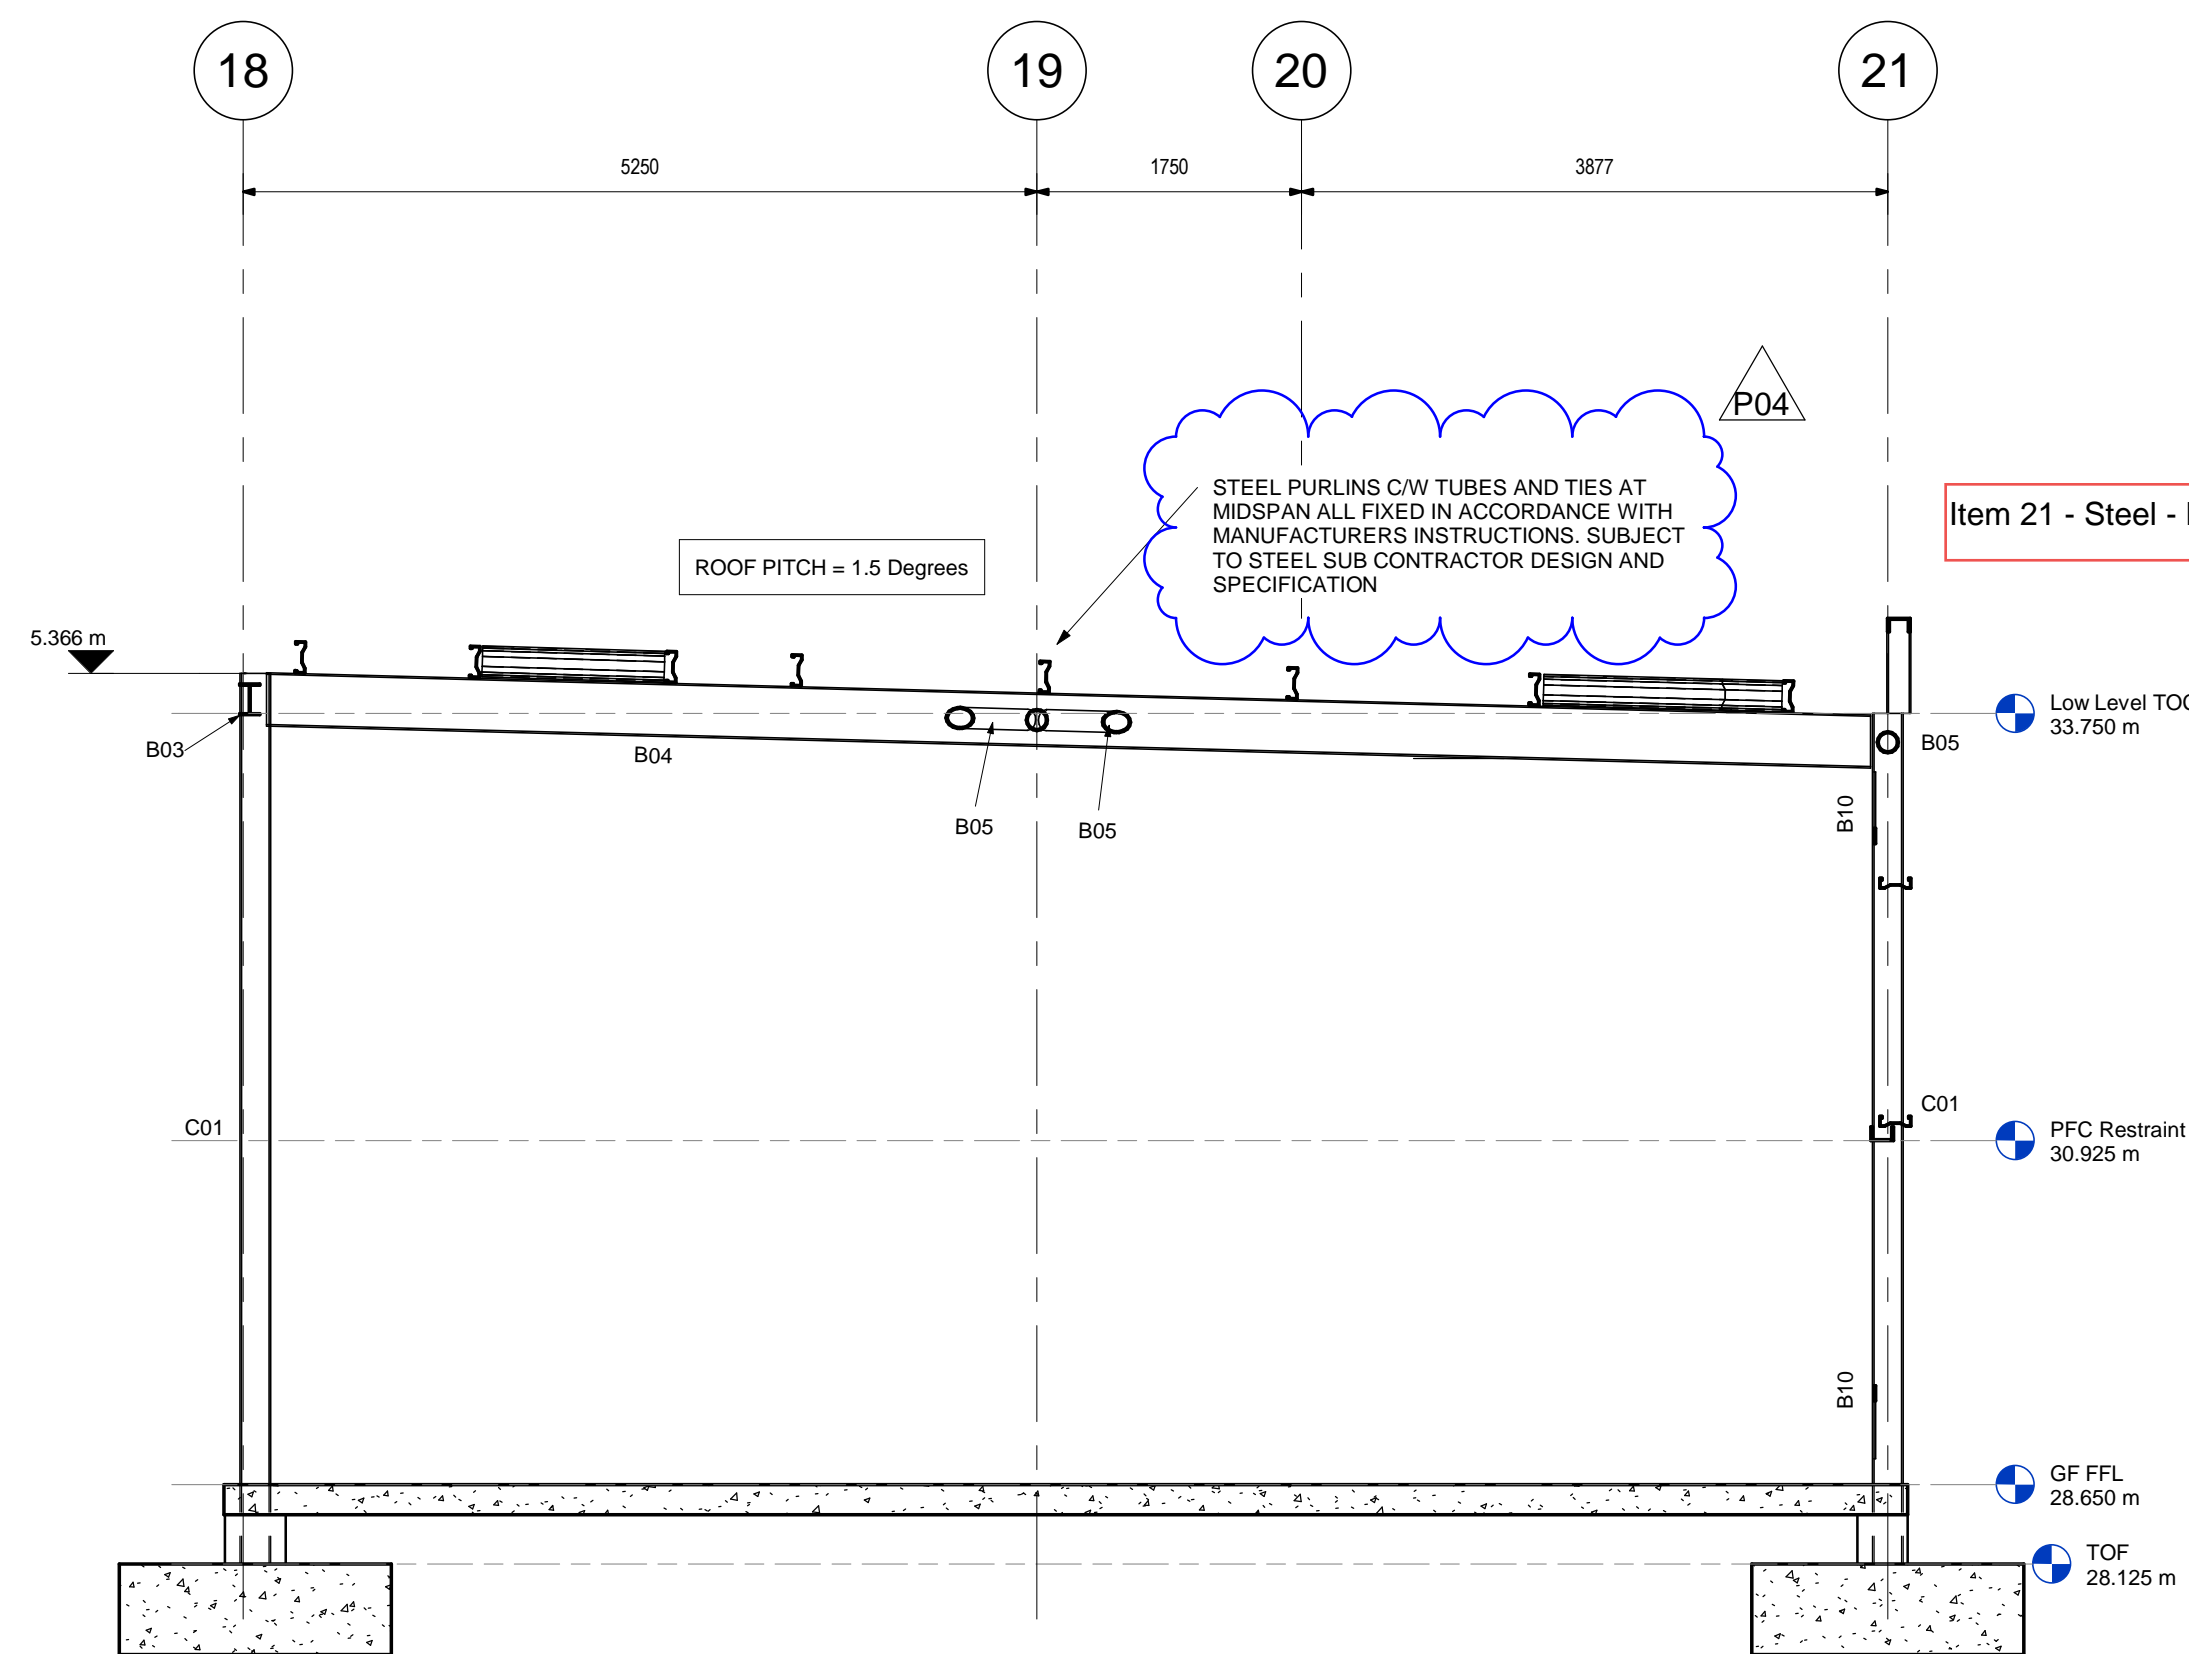 18
19
20
21
5250
1750
3877
P04
STEEL PURLINS C/W TUBES AND TIES AT
MIDSPAN ALL FIXED IN ACCORDANCE WITH
MANUFACTURERS INSTRUCTIONS. SUBJECT
TO STEEL SUB CONTRACTOR DESIGN AND
SPECIFICATION
Item 21 - Steel -
ROOF PITCH = 1.5 Degrees
5.366 m
Low Level
33.750 m
B03
B04
B05
B05
B05
B10
C01
C01
PFC Restraint
30.925 m
B10
GF FFL
28.650 m
TOF
28.125 m